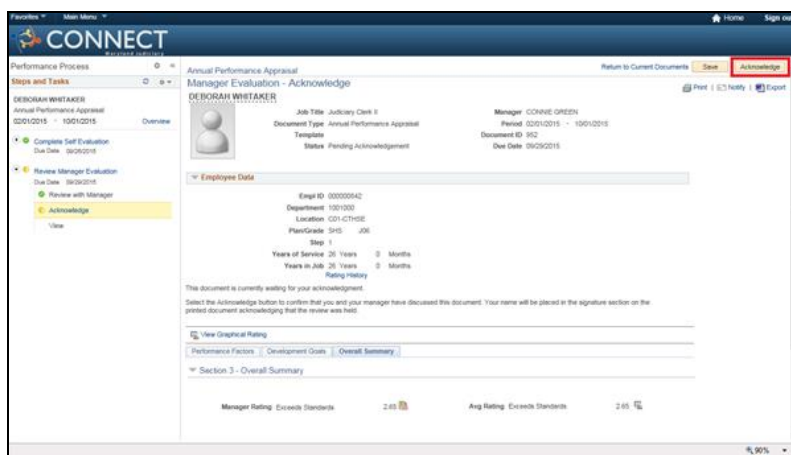 Favorites Main Menu Home Sign out
CONNECT
Maryland Judiciary
Performance Process
Steps and Tasks
DEBORAH WHITAKER
Annual Performance Appraisal
02/01/2015 - 10/01/2015 Overview
Complete Self Evaluation
Due Date 09/26/2015
Review Manager Evaluation
Due Date 09/29/2015
Review with Manager
Acknowledge
View
Annual Performance Appraisal
Return to Current Documents Save Acknowledge
Manager Evaluation - Acknowledge
Print | Notify | Export
DEBORAH WHITAKER
Job Title Judiciary Clerk II Manager CONNIE GREEN
Document Type Annual Performance Appraisal Period 02/01/2015 - 10/01/2015
Template Document ID 952
Status Pending Acknowledgement Due Date 09/29/2015
Employee Data
Empl ID 000000642
Department 1001000
Location C01-CTHSE
Plan/Grade SHS J06
Step 1
Years of Service 26 Years 0 Months
Years in Job 26 Years 0 Months
Rating History
This document is currently waiting for your acknowledgment.
Select the Acknowledge button to confirm that you and your manager have discussed this document. Your name will be placed in the signature section on the
printed document acknowledging that the review was held.
View Graphical Rating
Performance Factors Development Goals Overall Summary
Section 3 - Overall Summary
Manager Rating Exceeds Standards 2.65 Avg Rating Exceeds Standards 2.65
90%